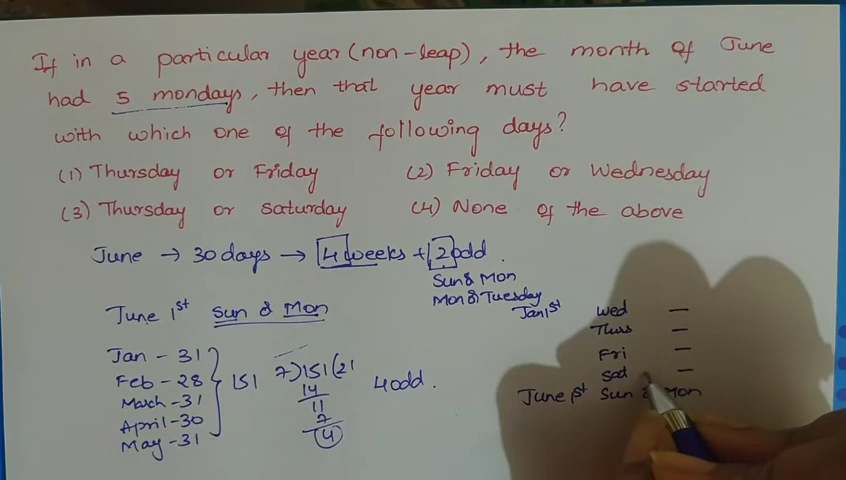 If in a particular year (non-leap), the month of June
had 5 mondays, then that year must have started
with which one of the following days?
(1) Thursday or Friday (2) Friday or Wednesday
(3) Thursday or Saturday (4) None of the above
June → 30 days → 4 weeks + 2 odd.
Sun & Mon
Mon & Tuesday
June 1st Sun & Mon
Jan - 31
Feb - 28
March - 31
April - 30
May - 31
151
7)151(21
14
11
7
4
4 odd.
Jan 1st Wed —
Thurs —
Fri —
Sat —
June 1st Sun & Mon